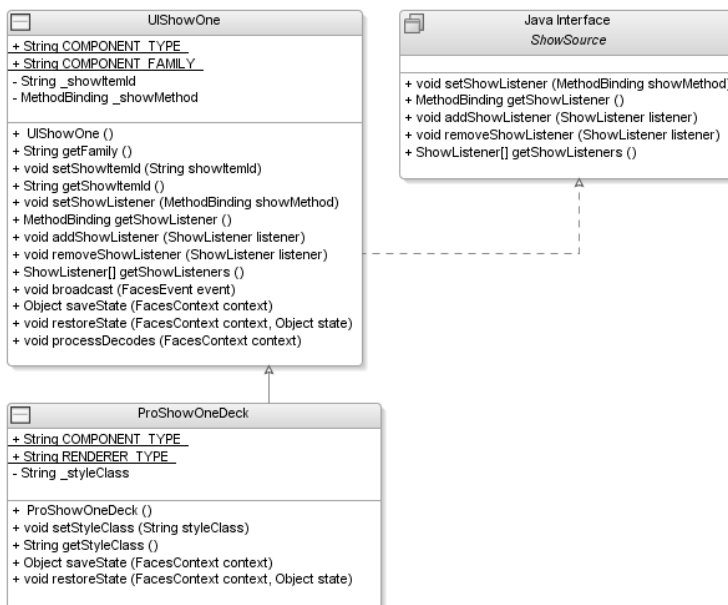 UIShowOne
+ String COMPONENT_TYPE
+ String COMPONENT_FAMILY
- String _showItemId
- MethodBinding _showMethod
+ UIShowOne ()
+ String getFamily ()
+ void setShowItemId (String showItemId)
+ String getShowItemId ()
+ void setShowListener (MethodBinding showMethod)
+ MethodBinding getShowListener ()
+ void addShowListener (ShowListener listener)
+ void removeShowListener (ShowListener listener)
+ ShowListener[] getShowListeners ()
+ void broadcast (FacesEvent event)
+ Object saveState (FacesContext context)
+ void restoreState (FacesContext context, Object state)
+ void processDecodes (FacesContext context)
Java Interface
ShowSource
+ void setShowListener (MethodBinding showMethod)
+ MethodBinding getShowListener ()
+ void addShowListener (ShowListener listener)
+ void removeShowListener (ShowListener listener)
+ ShowListener[] getShowListeners ()
ProShowOneDeck
+ String COMPONENT_TYPE
+ String RENDERER_TYPE
- String _styleClass
+ ProShowOneDeck ()
+ void setStyleClass (String styleClass)
+ String getStyleClass ()
+ Object saveState (FacesContext context)
+ void restoreState (FacesContext context, Object state)